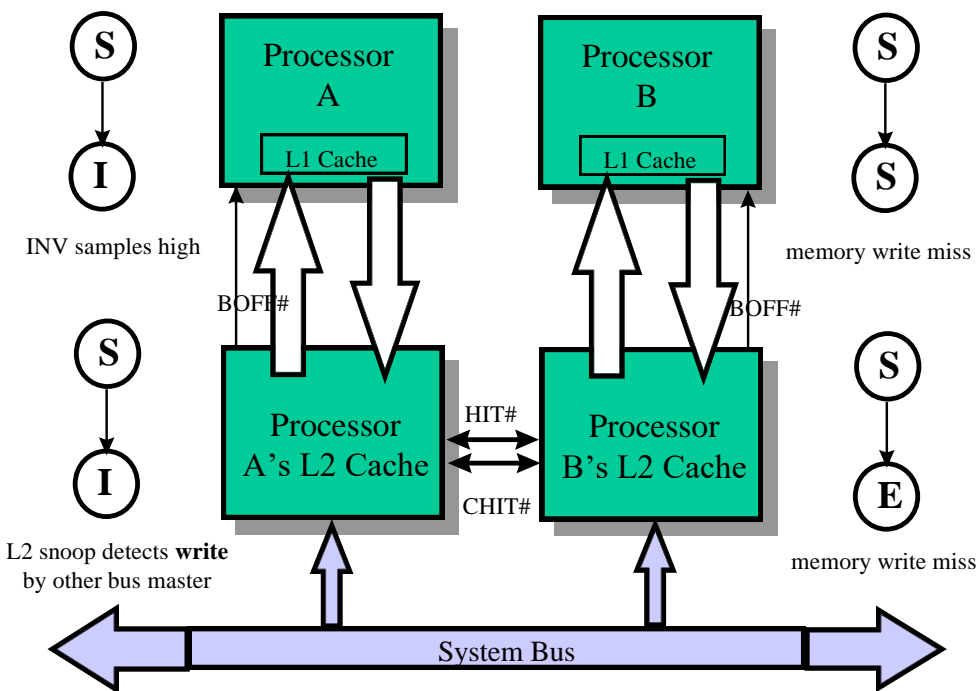 S
Processor
A
Processor
B
S
L1 Cache
L1 Cache
I
S
INV samples high
memory write miss
BOFF#
BOFF#
S
S
HIT#
Processor
A's L2 Cache
Processor
B's L2 Cache
I
E
CHIT#
L2 snoop detects write
by other bus master
memory write miss
System Bus